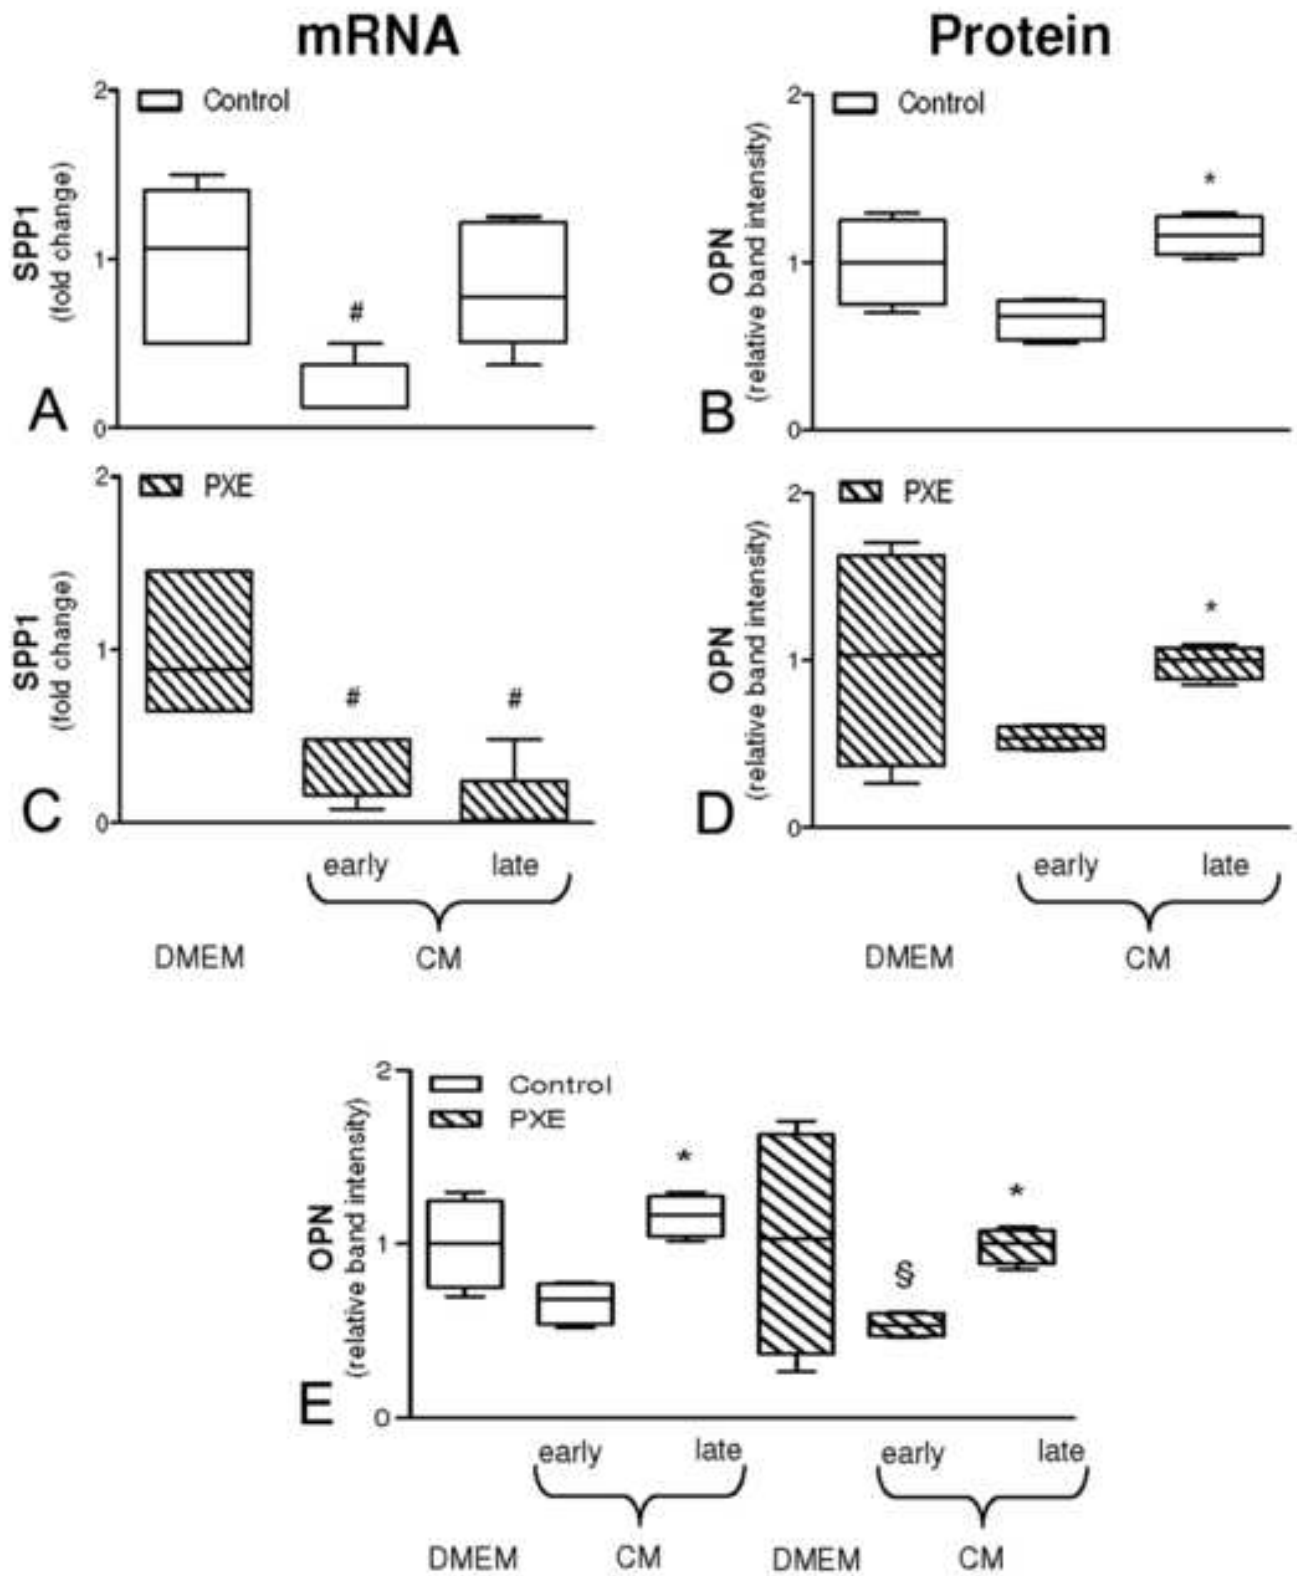 mRNA
Protein
2
Control
1
0
SPP1
(fold change)
#
A
2
Control
1
0
OPN
(relative band intensity)
*
B
2
PXE
1
0
SPP1
(fold change)
#
#
C
early
late
DMEM
CM
2
PXE
1
0
OPN
(relative band intensity)
*
D
early
late
DMEM
CM
2
Control
PXE
1
0
OPN
(relative band intensity)
*
§
*
E
early
late
early
late
DMEM
CM
DMEM
CM